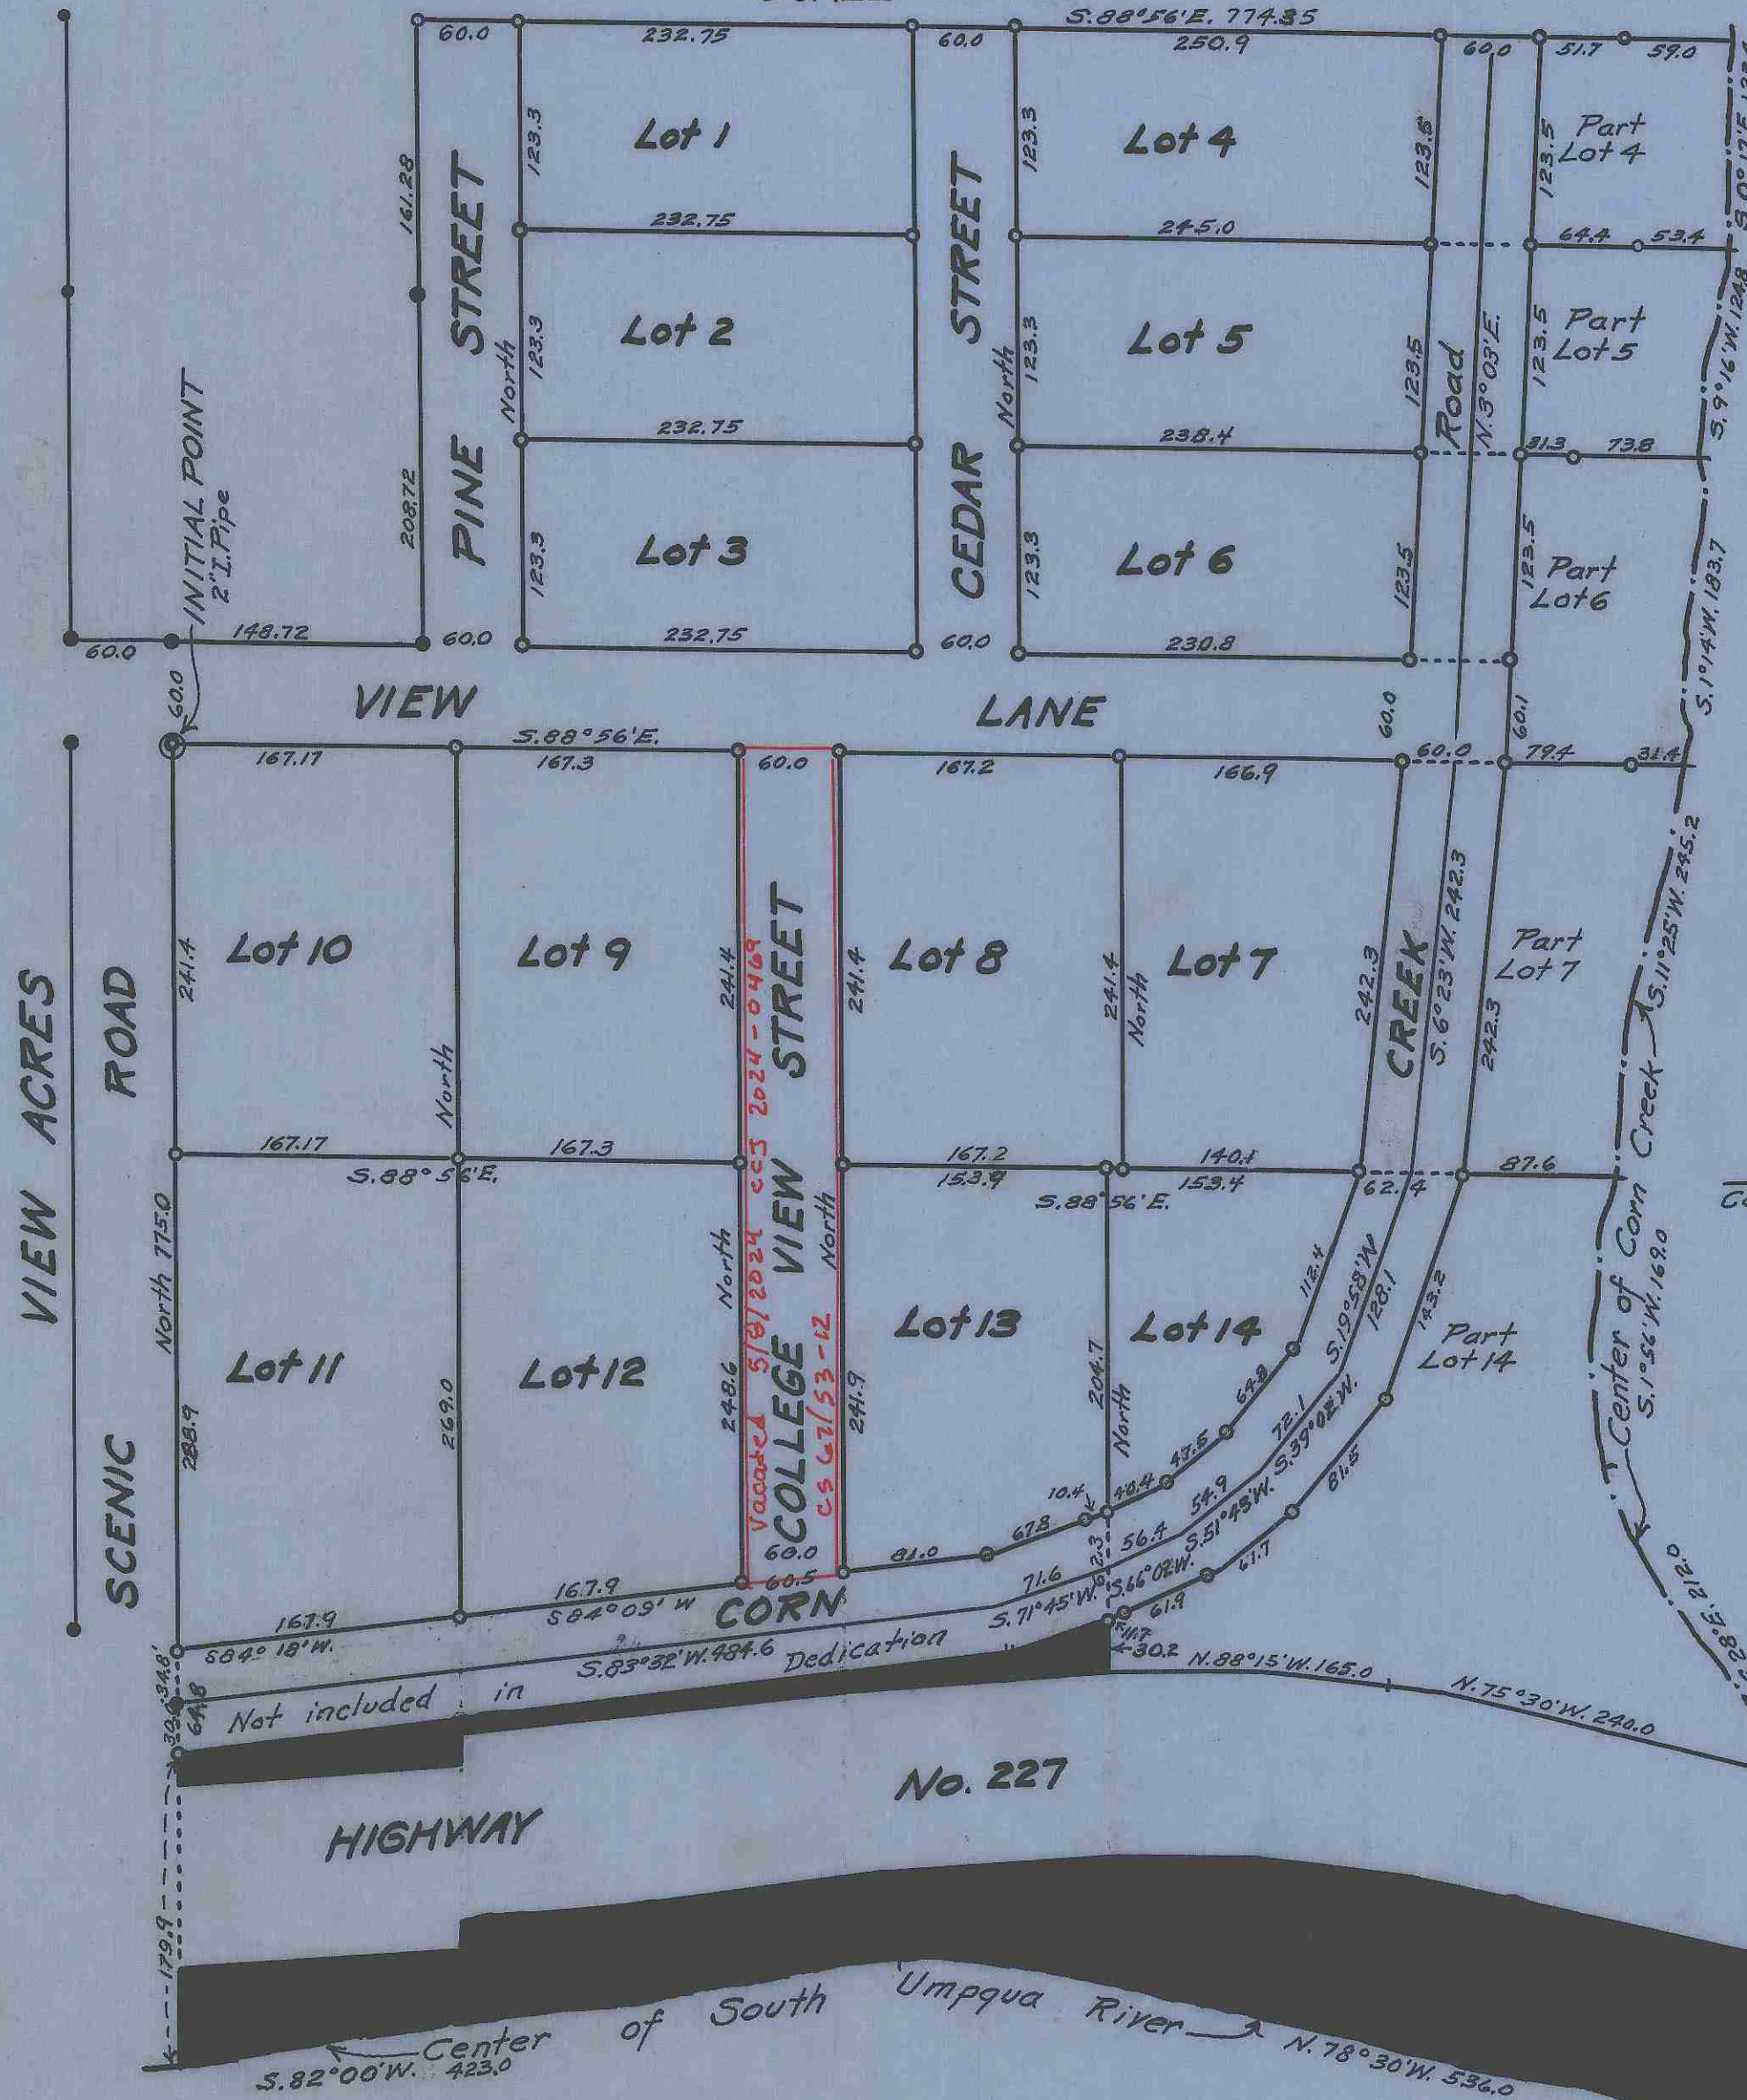 S.88°56'E. 774.35
60.0 232.75 60.0 250.9 60.0 51.7 59.0
161.28
PINE STREET
North
123.3
Lot 1
CEDAR STREET
North
123.3
Lot 4
123.5
123.5
Part
Lot 4
232.75
245.0
64.4 53.4
123.3
Lot 2
123.3
Lot 5
123.5
Road
N.3°03'E.
123.5
Part
Lot 5
S.9°16'W. 124.8
232.75
238.4
31.3 73.8
208.72
INITIAL POINT
2" I. Pipe
123.3
Lot 3
123.3
Lot 6
123.5
123.5
Part
Lot 6
S.1°14'W. 183.7
60.0 148.72 60.0 232.75 60.0 230.8
60.0
VIEW LANE
60.0
60.1
S.88°56'E.
167.17 167.3 60.0 167.2 166.9 60.0 79.4 31.4
VIEW ACRES
SCENIC ROAD
North 775.0
241.4
Lot 10
North
Lot 9
241.4
COLLEGE VIEW STREET
Vacated 5/8/2024 CCJ 2024-0469
CS 67/53-12
241.4
Lot 8
241.4
North
Lot 7
242.3
CREEK
S.6°23'W. 242.3
242.3
Part
Lot 7
S.11°25'W. 245.2
Center of Corn Creek
167.17 167.3 167.2 140.1 87.6
S.88°56'E.
153.9 153.4 62.4
S.88°56'E.
288.9
Lot 11
269.0
Lot 12
North
248.6
North
241.9
Lot 13
204.7
North
Lot 14
112.4
S.19°58'W
128.1
143.2
Part
Lot 14
S.1°56'W. 169.0
64.8
72.1
S.39°02'W.
81.5
47.5
54.9
S.51°43'W.
61.7
10.4 40.4
67.8
56.4
S.66°02'W.
61.9
81.0
71.6
S.71°45'W.
60.0
60.5
167.9
S84°09' W
CORN
167.9
S84°18'W.
S.83°32'W. 484.6
Not included in Dedication
11.7
30.2
N.88°15'W. 165.0
N.75°30'W. 240.0
34.8'
30.0
64.8
No. 227
HIGHWAY
179.9
Center of South Umpqua River
S.82°00'W. 423.0
N.78°30'W. 536.0